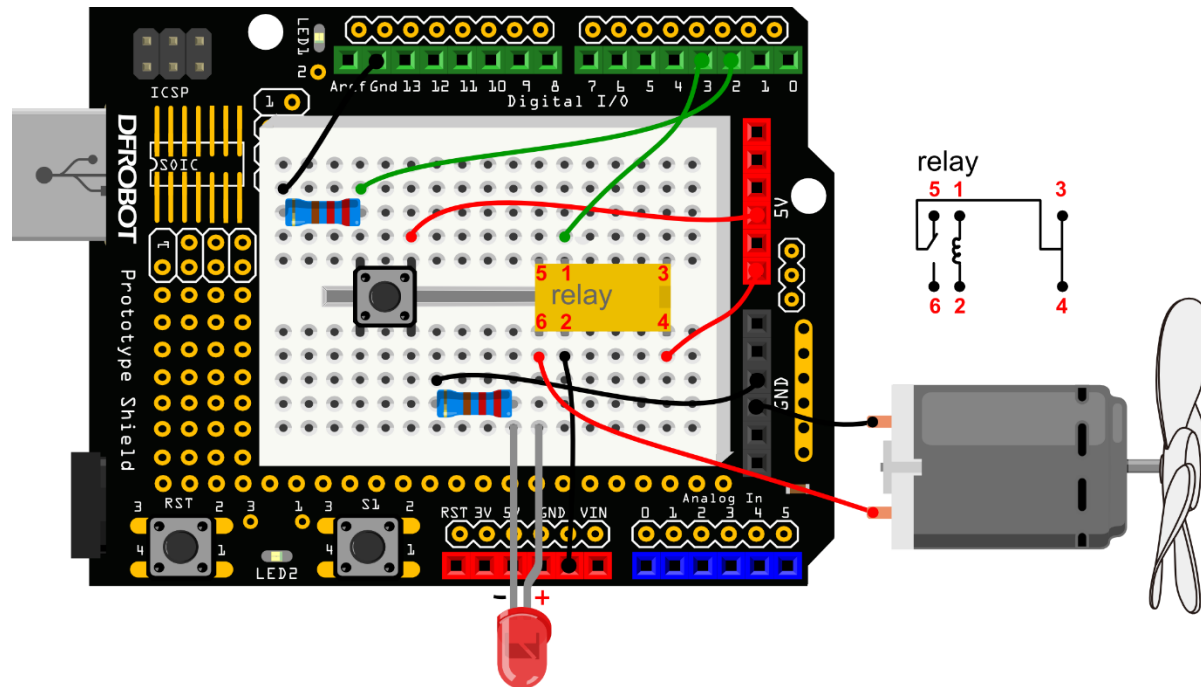 LED1
2
ICSP
Aref Gnd 13 12 11 10 9 8 7 6 5 4 3 2 1 0
Digital I/O
1
DFROBOT
SOIC
5V
relay
5 1 3
6 2 4
1
Prototype Shield
5 1 3
relay
6 2 4
GND
3 RST 2
4 1
3 1
LED2
3 S1 2
4 1
Analog In
RST 3V 5V GND VIN
0 1 2 3 4 5
- +